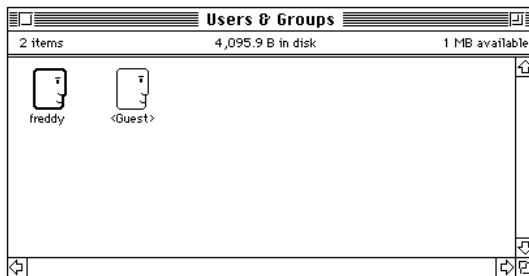 Users & Groups
2 items 4,095.9 B in disk 1 MB available
freddy <Guest>